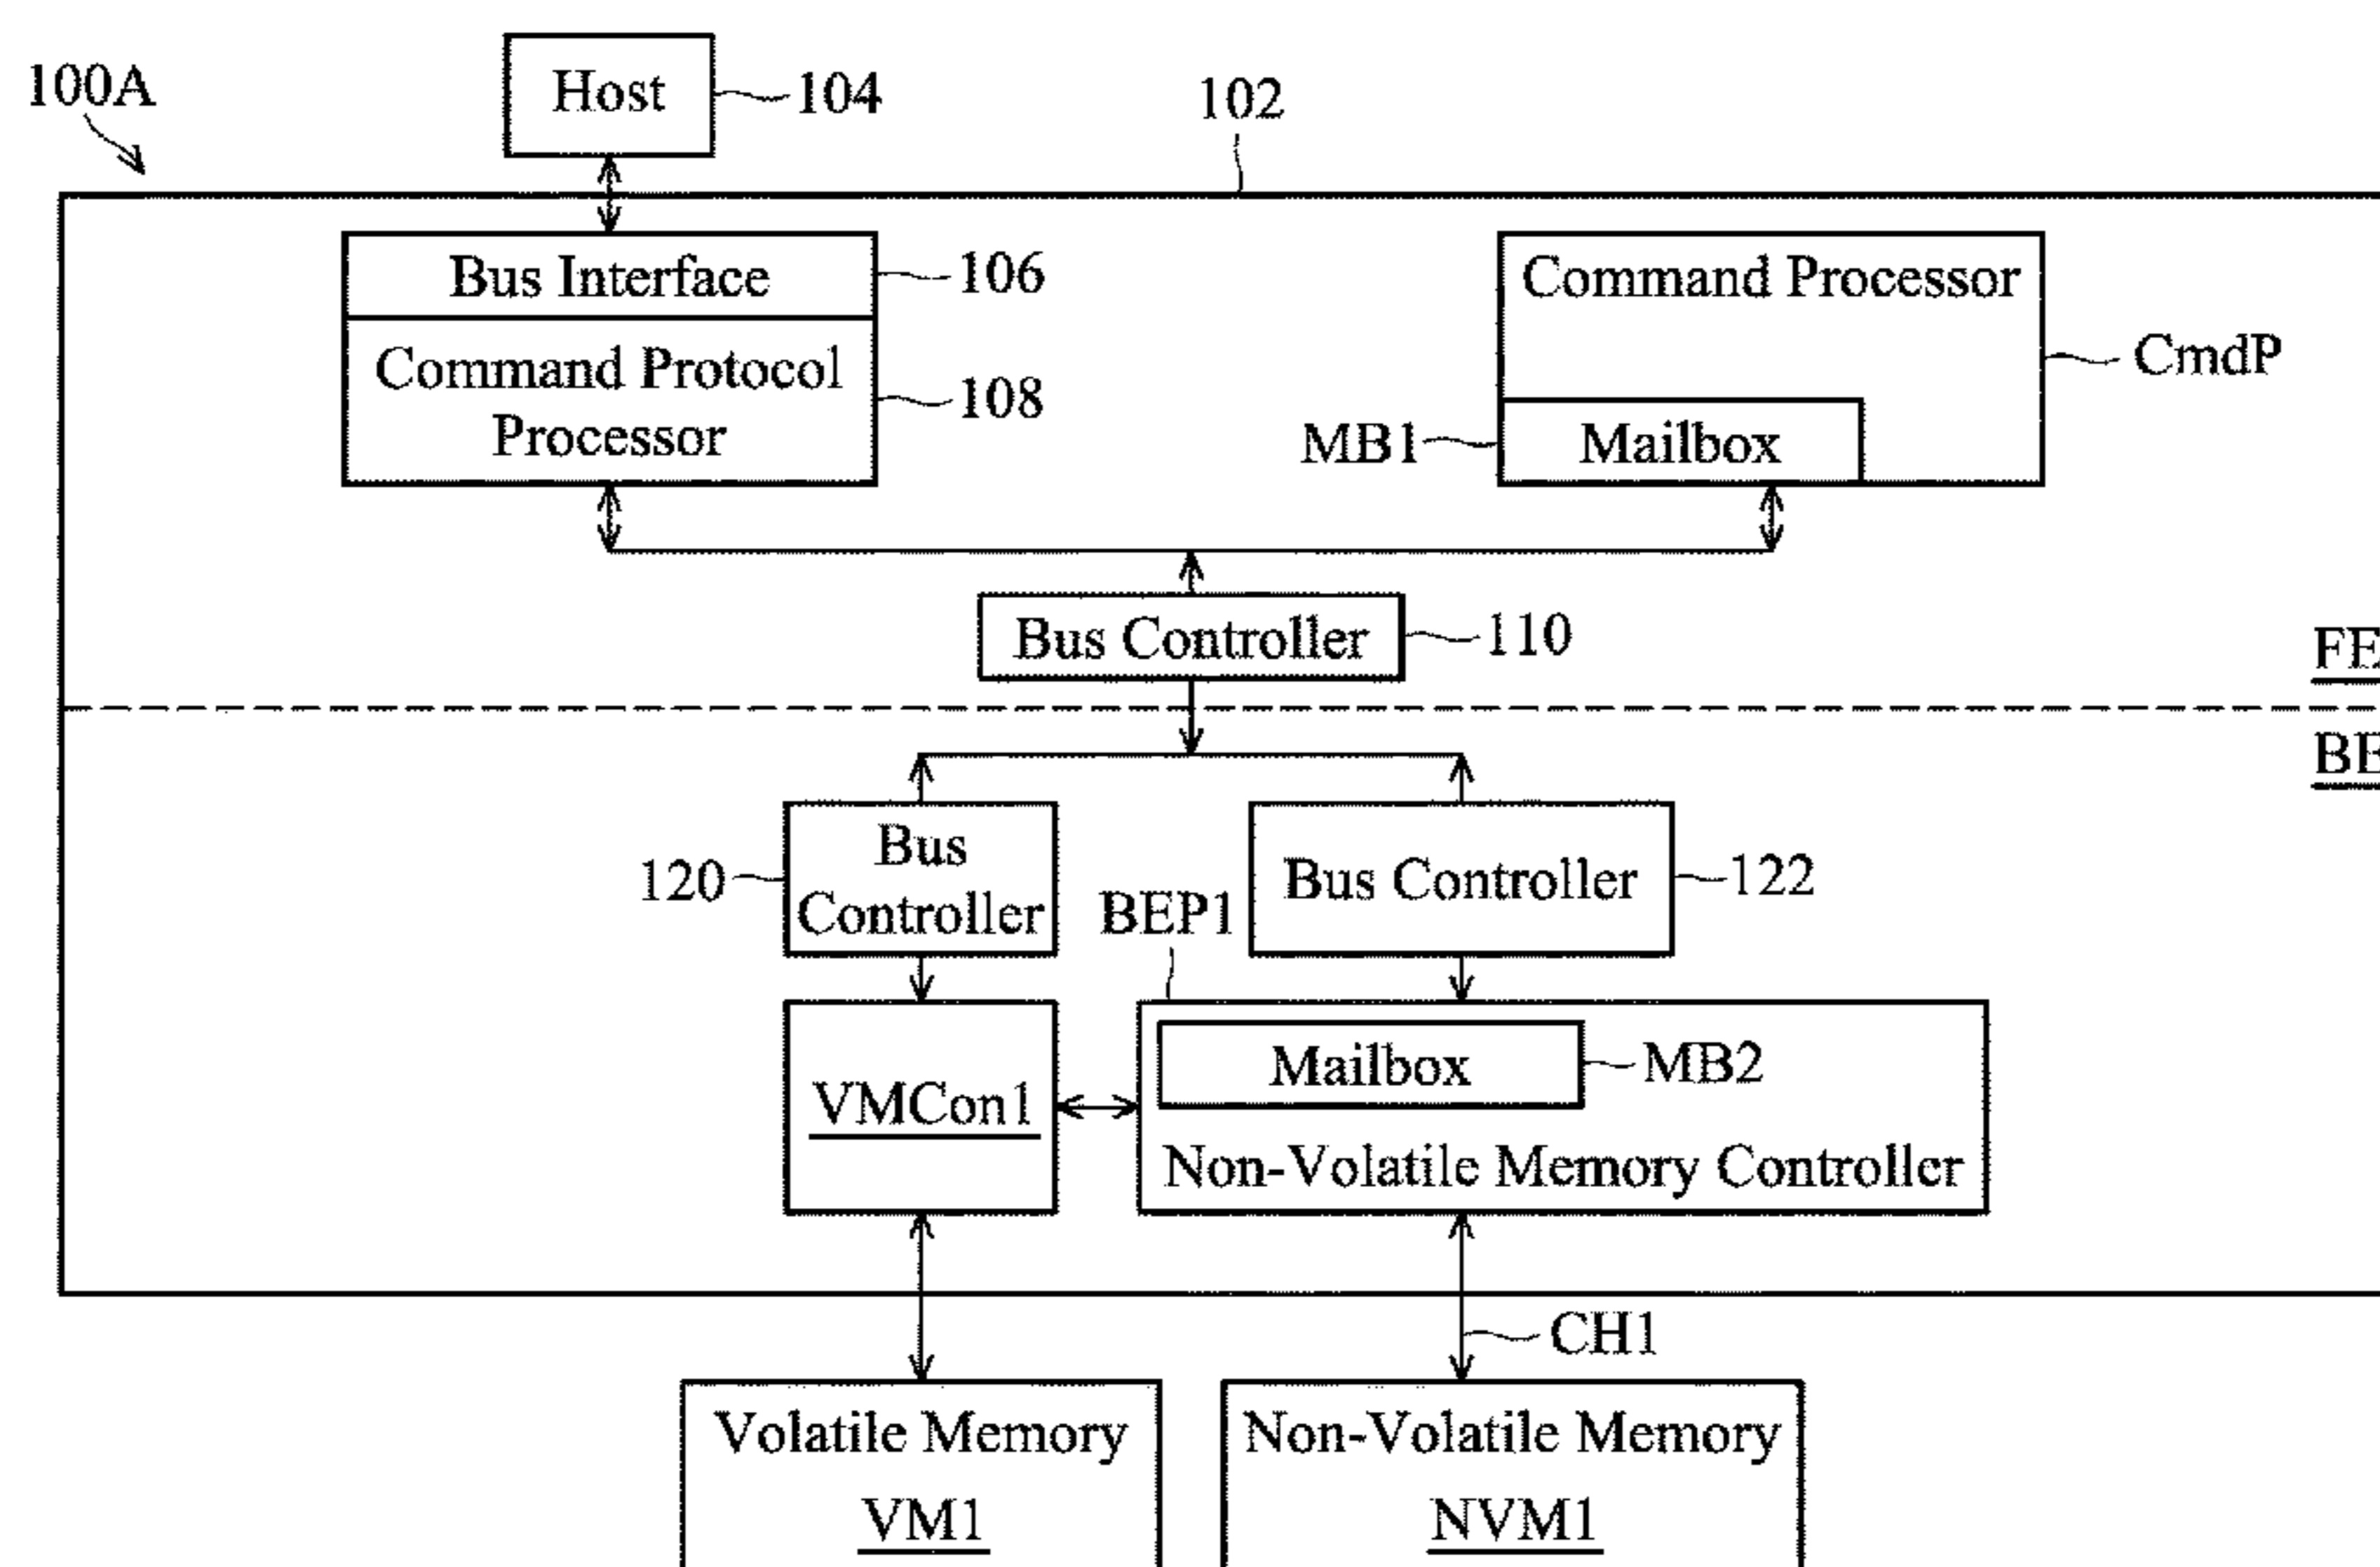 100A
Host
104
102
Bus Interface
106
Command Protocol
Processor
108
Command Processor
CmdP
MB1
Mailbox
Bus Controller
110
FE
BE
120
Bus
Controller
BEP1
Bus Controller
122
VMCon1
Mailbox
MB2
Non-Volatile Memory Controller
CH1
Volatile Memory
VM1
Non-Volatile Memory
NVM1